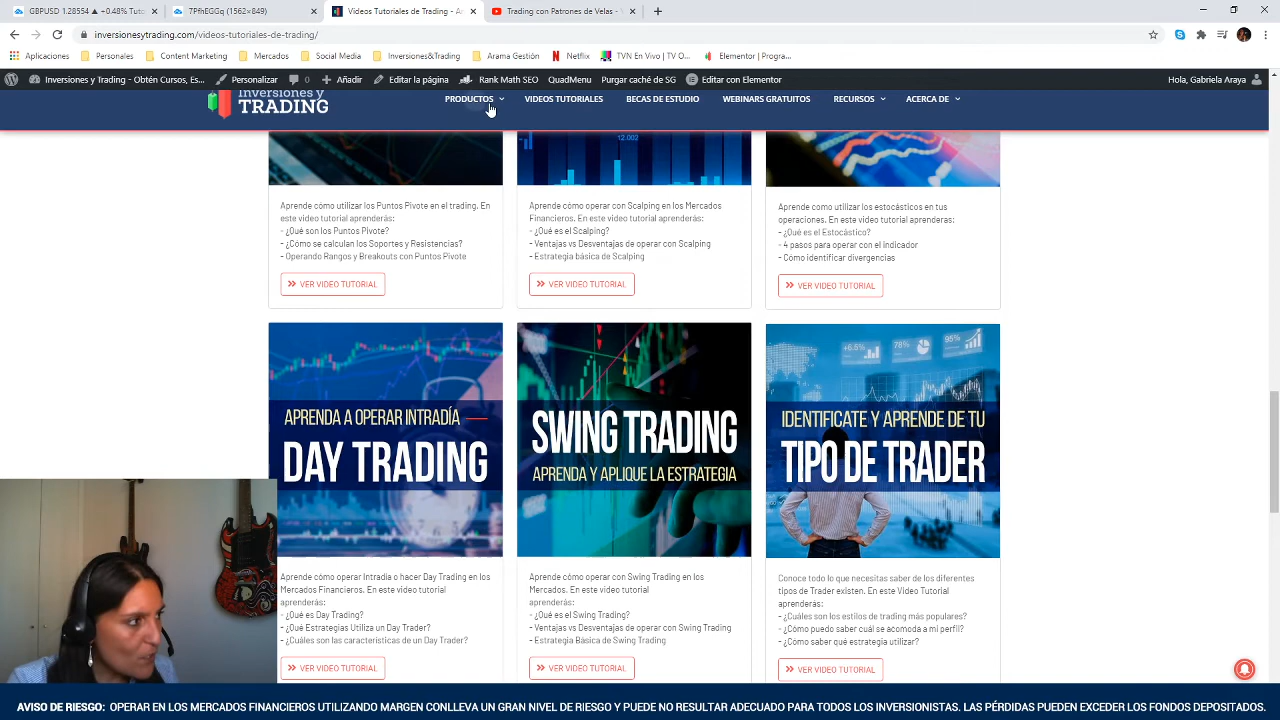 GBPUSD 1.28554 ▲ +0.48% Tuto
7PfhEGGq (1562×849)
Videos Tutoriales de Trading - Ac
Trading con Patrones de Velas - V
inversionesytrading.com/videos-tutoriales-de-trading/
Aplicaciones Personales Content Marketing Mercados Social Media Inversiones&Trading Arama Gestión Netflix TVN En Vivo | TV O... Elementor | Progra...
Inversiones y Trading - Obtén Cursos, Es... Personalizar 0 Añadir Editar la página Rank Math SEO QuadMenu Purgar caché de SG Editar con Elementor Hola, Gabriela Araya
Inversiones y
TRADING
PRODUCTOS VIDEOS TUTORIALES BECAS DE ESTUDIO WEBINARS GRATUITOS RECURSOS ACERCA DE
12.002
Aprende cómo utilizar los Puntos Pivote en el trading. En
este video tutorial aprenderás:
- ¿Qué son los Puntos Pivote?
- ¿Cómo se calculan los Soportes y Resistencias?
- Operando Rangos y Breakouts con Puntos Pivote
VER VIDEO TUTORIAL
Aprende cómo operar con Scalping en los Mercados
Financieros. En este video tutorial aprenderás:
- ¿Qué es el Scalping?
- Ventajas vs Desventajas de operar con Scalping
- Estrategia básica de Scalping
VER VIDEO TUTORIAL
Aprende como utilizar los estocásticos en tus
operaciones. En este video tutorial aprenderas:
- ¿Qué es el Estocástico?
- 4 pasos para operar con el indicador
- Cómo identificar divergencias
VER VIDEO TUTORIAL
APRENDA A OPERAR INTRADÍA
DAY TRADING
Aprende cómo operar Intradía o hacer Day Trading en los
Mercados Financieros. En este video tutorial
aprenderás:
- ¿Qué es Day Trading?
- ¿Qué Estrategias Utiliza un Day Trader?
- ¿Cuáles son las características de un Day Trader?
VER VIDEO TUTORIAL
SWING TRADING
APRENDA Y APLIQUE LA ESTRATEGIA
Aprende cómo operar con Swing Trading en los
Mercados. En este video tutorial
aprenderás:
- ¿Qué es el Swing Trading?
- Ventajas vs Desventajas de operar con Swing Trading
- Estrategia Básica de Swing Trading
VER VIDEO TUTORIAL
+6.8% 78% 95%
IDENTIFICATE Y APRENDE DE TU
TIPO DE TRADER
Conoce todo lo que necesitas saber de los diferentes
tipos de Trader existen. En este Video Tutorial
aprenderás:
- ¿Cuáles son los estilos de trading más populares?
- ¿Cómo puedo saber cuál se acomoda a mi perfil?
- ¿Cómo saber qué estrategia utilizar?
VER VIDEO TUTORIAL
AVISO DE RIESGO: OPERAR EN LOS MERCADOS FINANCIEROS UTILIZANDO MARGEN CONLLEVA UN GRAN NIVEL DE RIESGO Y PUEDE NO RESULTAR ADECUADO PARA TODOS LOS INVERSIONISTAS. LAS PÉRDIDAS PUEDEN EXCEDER LOS FONDOS DEPOSITADOS.